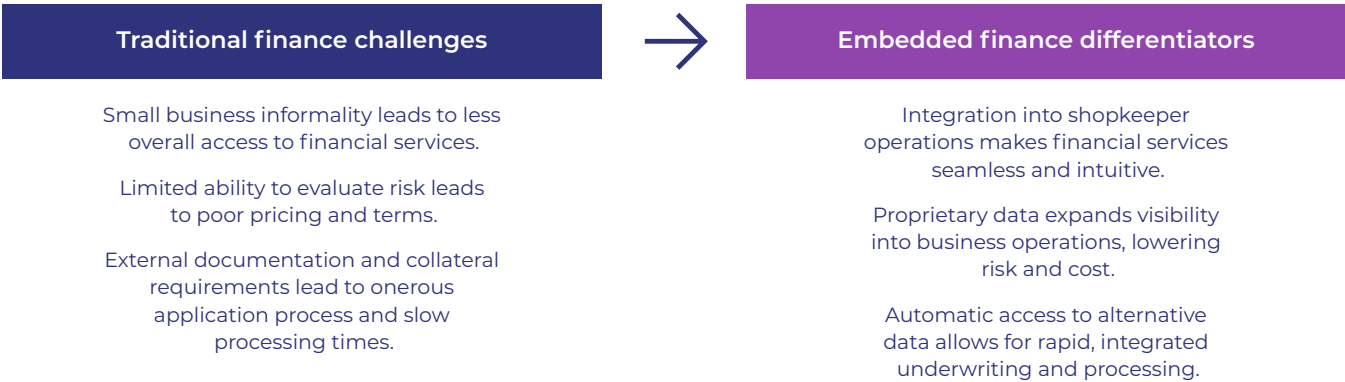 Traditional finance challenges
Small business informality leads to less
overall access to financial services.
Limited ability to evaluate risk leads
to poor pricing and terms.
External documentation and collateral
requirements lead to onerous
application process and slow
processing times.
Embedded finance differentiators
Integration into shopkeeper
operations makes financial services
seamless and intuitive.
Proprietary data expands visibility
into business operations, lowering
risk and cost.
Automatic access to alternative
data allows for rapid, integrated
underwriting and processing.